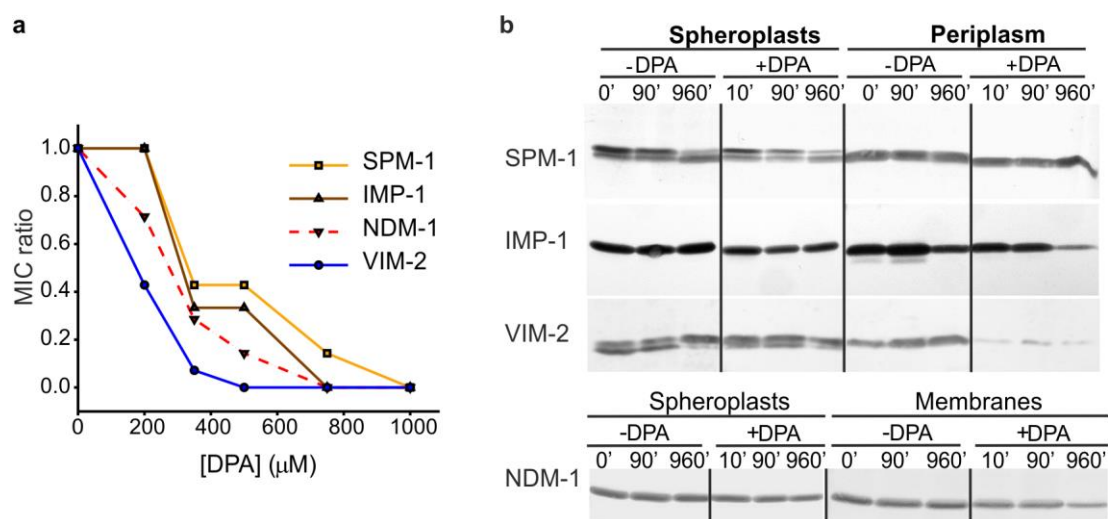 a
MIC ratio
1.0
0.8
0.6
0.4
0.2
0.0
0 200 400 600 800 1000
[DPA] (μM)
SPM-1
IMP-1
NDM-1
VIM-2
b
Spheroplasts Periplasm
-DPA +DPA -DPA +DPA
0' 90' 960' 10' 90' 960' 0' 90' 960' 10' 90' 960'
SPM-1
IMP-1
VIM-2
Spheroplasts Membranes
-DPA +DPA -DPA +DPA
0' 90' 960' 10' 90' 960' 0' 90' 960' 10' 90' 960'
NDM-1